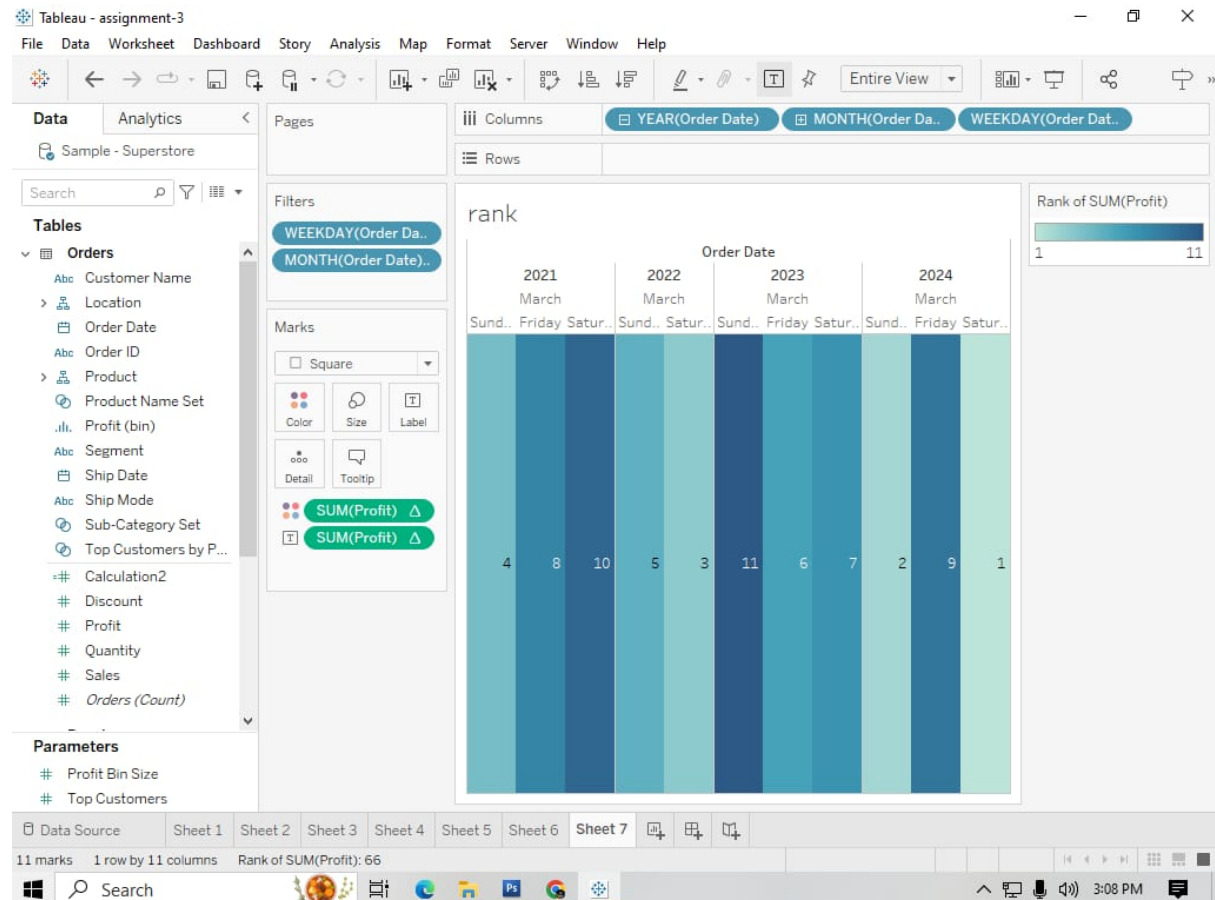 Tableau - assignment-3
File Data Worksheet Dashboard Story Analysis Map Format Server Window Help
Entire View
Data Analytics
Sample - Superstore
Search
Tables
Orders
Abc Customer Name
Location
Order Date
Abc Order ID
Product
Product Name Set
Profit (bin)
Abc Segment
Ship Date
Abc Ship Mode
Sub-Category Set
Top Customers by P...
=# Calculation2
# Discount
# Profit
# Quantity
# Sales
# Orders (Count)
Parameters
# Profit Bin Size
# Top Customers
Pages
Filters
WEEKDAY(Order Da..
MONTH(Order Date)..
Marks
Square
Color Size Label
Detail Tooltip
SUM(Profit) Δ
T SUM(Profit) Δ
iii Columns YEAR(Order Date) MONTH(Order Da.. WEEKDAY(Order Dat..
Rows
rank
Order Date
2021 2022 2023 2024
March March March March
Sund.. Friday Satur.. Sund.. Satur.. Sund.. Friday Satur.. Sund.. Friday Satur..
4 8 10 5 3 11 6 7 2 9 1
Rank of SUM(Profit)
1 11
Data Source Sheet 1 Sheet 2 Sheet 3 Sheet 4 Sheet 5 Sheet 6 Sheet 7
11 marks 1 row by 11 columns Rank of SUM(Profit): 66
Search Ps 3:08 PM